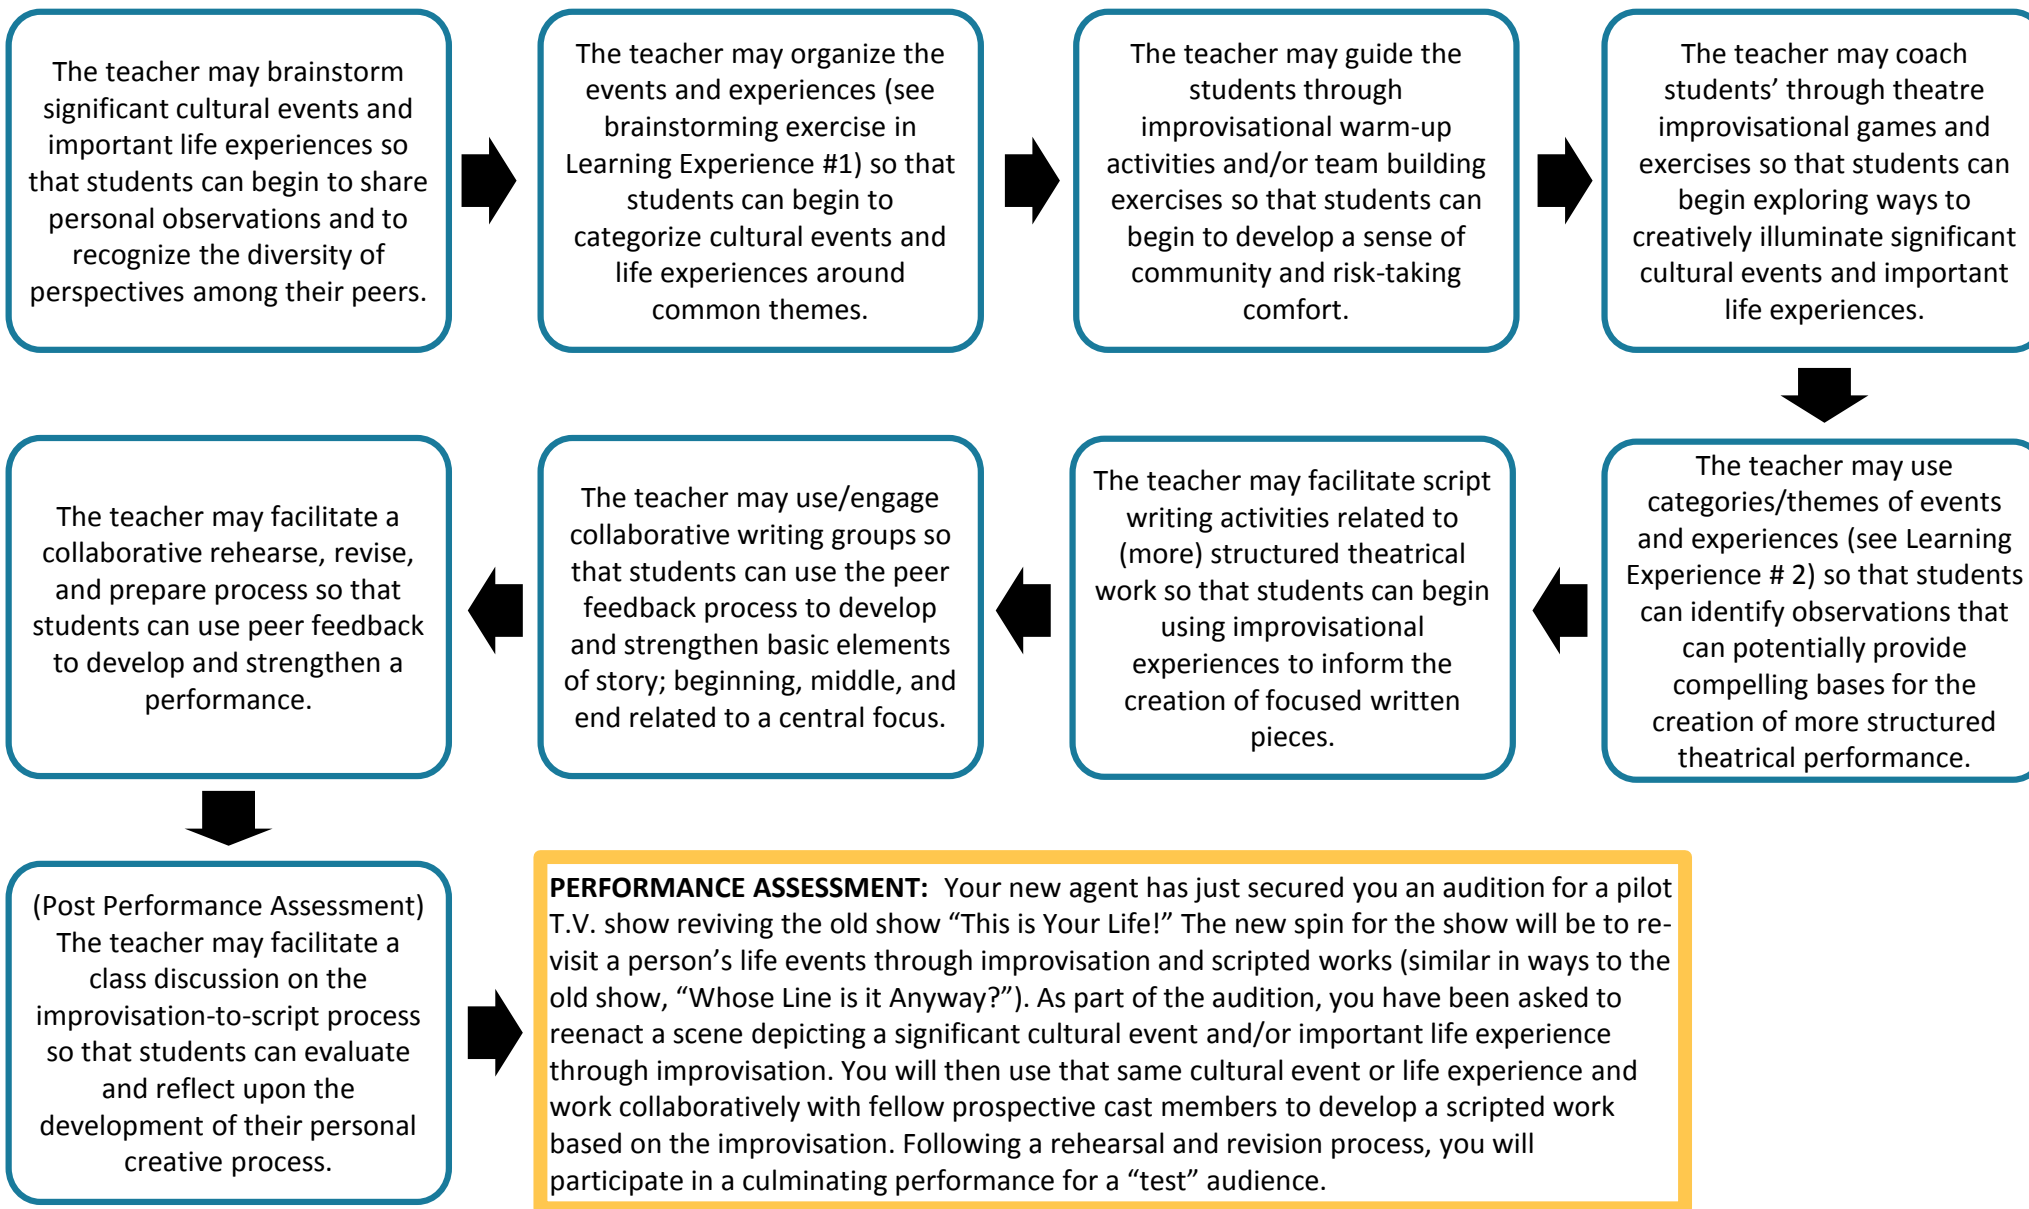 The teacher may brainstorm
significant cultural events and
important life experiences so
that students can begin to share
personal observations and to
recognize the diversity of
perspectives among their peers.
The teacher may organize the
events and experiences (see
brainstorming exercise in
Learning Experience #1) so that
students can begin to
categorize cultural events and
life experiences around
common themes.
The teacher may guide the
students through
improvisational warm-up
activities and/or team building
exercises so that students can
begin to develop a sense of
community and risk-taking
comfort.
The teacher may coach
students’ through theatre
improvisational games and
exercises so that students can
begin exploring ways to
creatively illuminate significant
cultural events and important
life experiences.
The teacher may use
categories/themes of events
and experiences (see Learning
Experience # 2) so that students
can identify observations that
can potentially provide
compelling bases for the
creation of more structured
theatrical performance.
The teacher may facilitate script
writing activities related to
(more) structured theatrical
work so that students can begin
using improvisational
experiences to inform the
creation of focused written
pieces.
The teacher may use/engage
collaborative writing groups so
that students can use the peer
feedback process to develop
and strengthen basic elements
of story; beginning, middle, and
end related to a central focus.
The teacher may facilitate a
collaborative rehearse, revise,
and prepare process so that
students can use peer feedback
to develop and strengthen a
performance.
(Post Performance Assessment)
The teacher may facilitate a
class discussion on the
improvisation-to-script process
so that students can evaluate
and reflect upon the
development of their personal
creative process.
PERFORMANCE ASSESSMENT: Your new agent has just secured you an audition for a pilot
T.V. show reviving the old show “This is Your Life!” The new spin for the show will be to re-
visit a person’s life events through improvisation and scripted works (similar in ways to the
old show, “Whose Line is it Anyway?”). As part of the audition, you have been asked to
reenact a scene depicting a significant cultural event and/or important life experience
through improvisation. You will then use that same cultural event or life experience and
work collaboratively with fellow prospective cast members to develop a scripted work
based on the improvisation. Following a rehearsal and revision process, you will
participate in a culminating performance for a “test” audience.